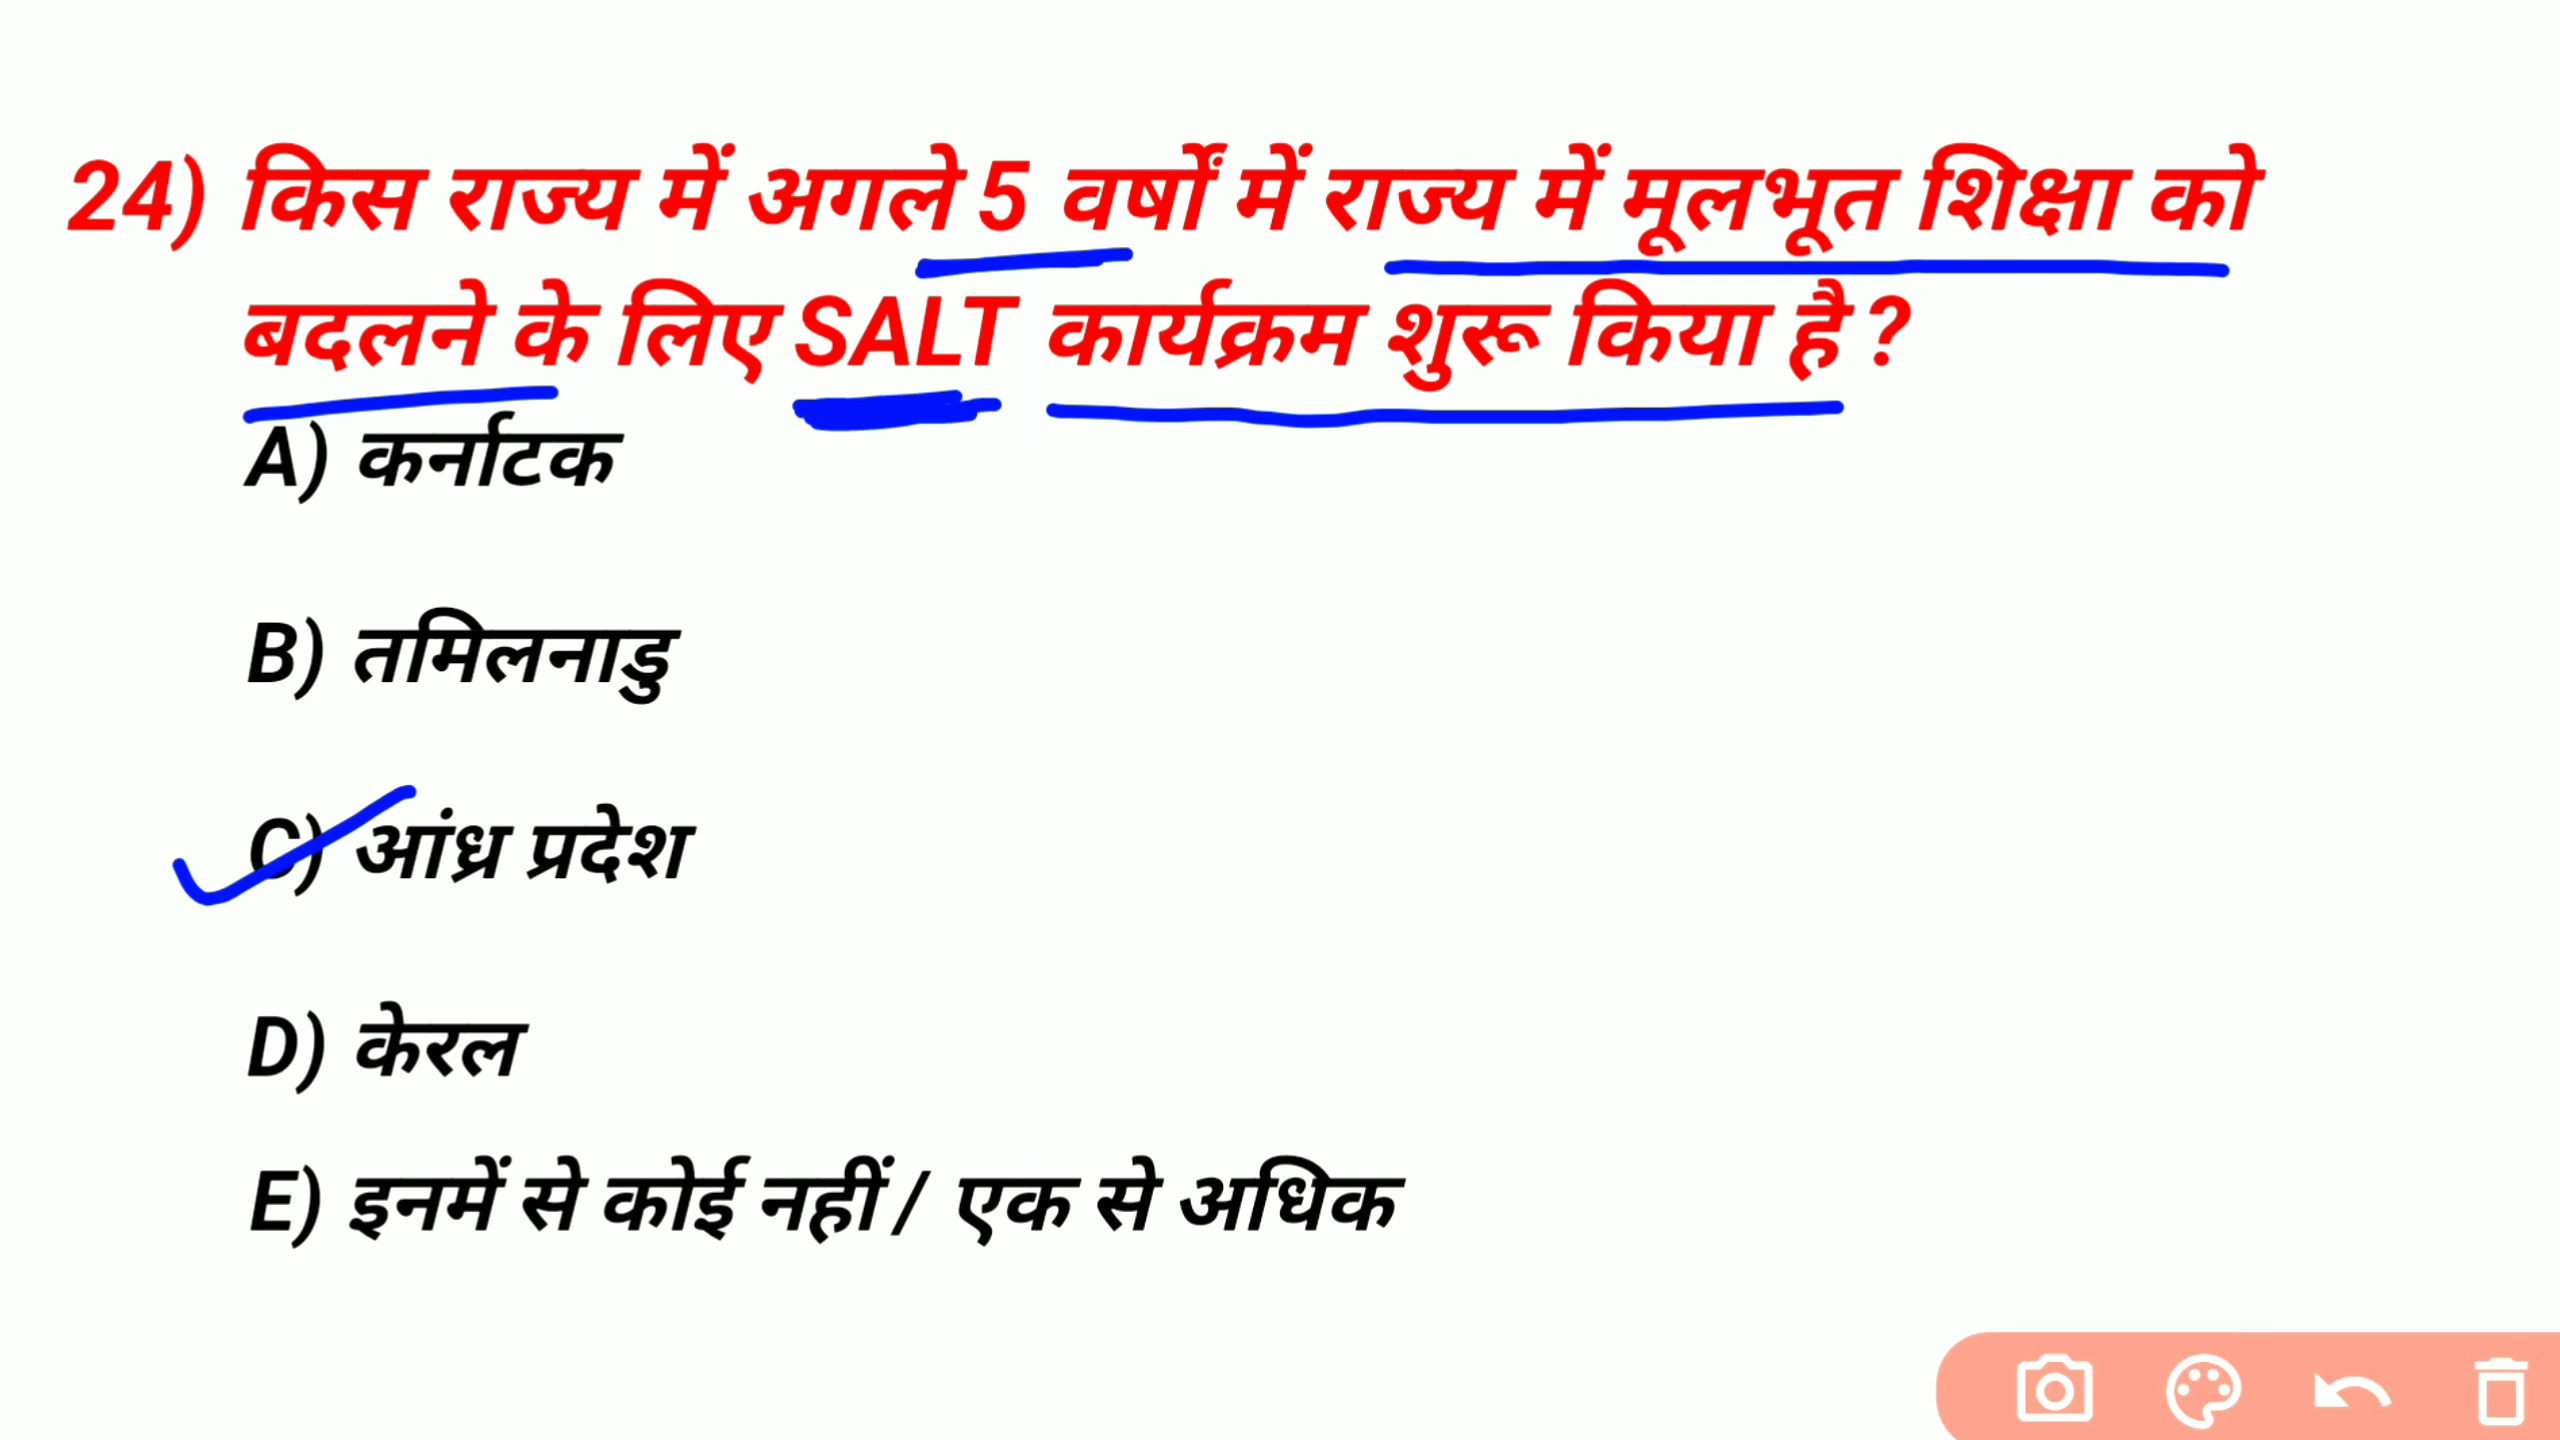 24) किस राज्य में अगले 5 वर्षों में राज्य में मूलभूत शिक्षा को
बदलने के लिए SALT कार्यक्रम शुरू किया है ?
A) कर्नाटक
B) तमिलनाडु
C) आंध्र प्रदेश
D) केरल
E) इनमें से कोई नहीं / एक से अधिक